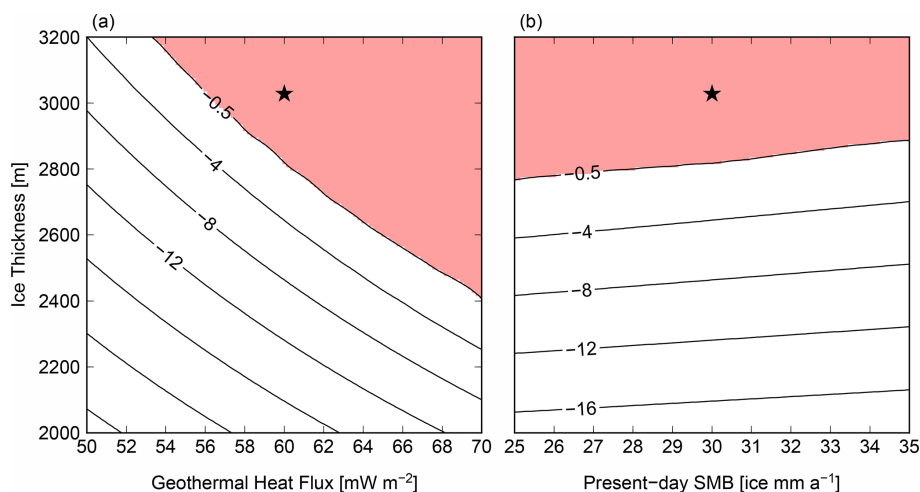 (a)
(b)
3200
3000
2800
2600
2400
2200
2000
Ice Thickness [m]
−0.5
−4
−8
−12
−0.5
−4
−8
−12
−16
50 52 54 56 58 60 62 64 66 68 70
25 26 27 28 29 30 31 32 33 34 35
Geothermal Heat Flux [mW m−2]
Present−day SMB [ice mm a−1]